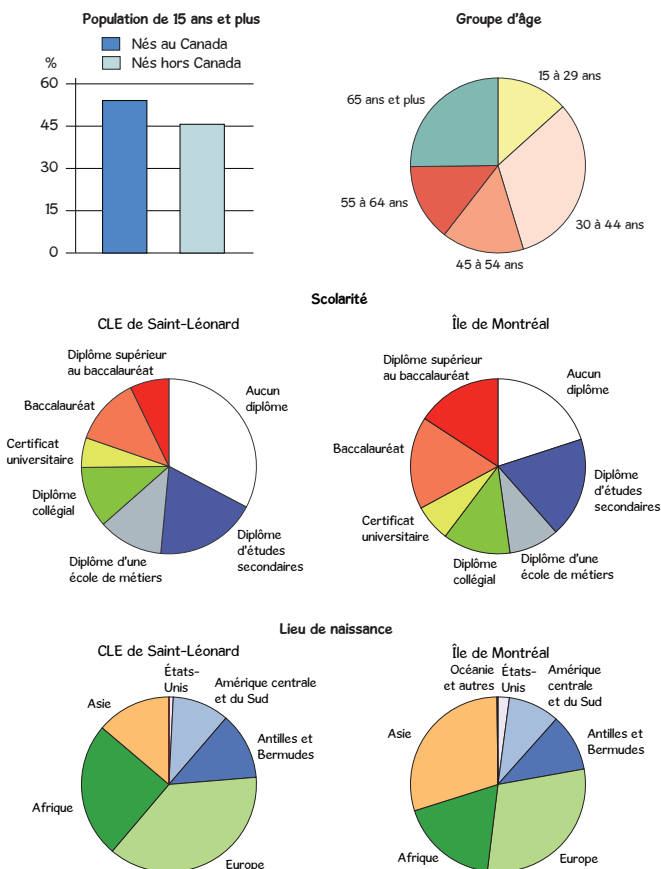 Population de 15 ans et plus
Nés au Canada
Nés hors Canada
%
60
45
30
15
0
Groupe d'âge
15 à 29 ans
30 à 44 ans
45 à 54 ans
55 à 64 ans
65 ans et plus
Scolarité
CLE de Saint-Léonard
Diplôme supérieur
au baccalauréat
Aucun
diplôme
Baccalauréat
Certificat
universitaire
Diplôme
collégial
Diplôme d'une
école de métiers
Diplôme
d'études
secondaires
Île de Montréal
Diplôme supérieur
au baccalauréat
Aucun
diplôme
Baccalauréat
Diplôme
d'études
secondaires
Certificat
universitaire
Diplôme
collégial
Diplôme d'une
école de métiers
Lieu de naissance
CLE de Saint-Léonard
États-
Unis
Amérique centrale
et du Sud
Asie
Antilles et
Bermudes
Afrique
Europe
Île de Montréal
Océanie
et autres
États-
Unis
Amérique
centrale
et du Sud
Asie
Antilles et
Bermudes
Afrique
Europe